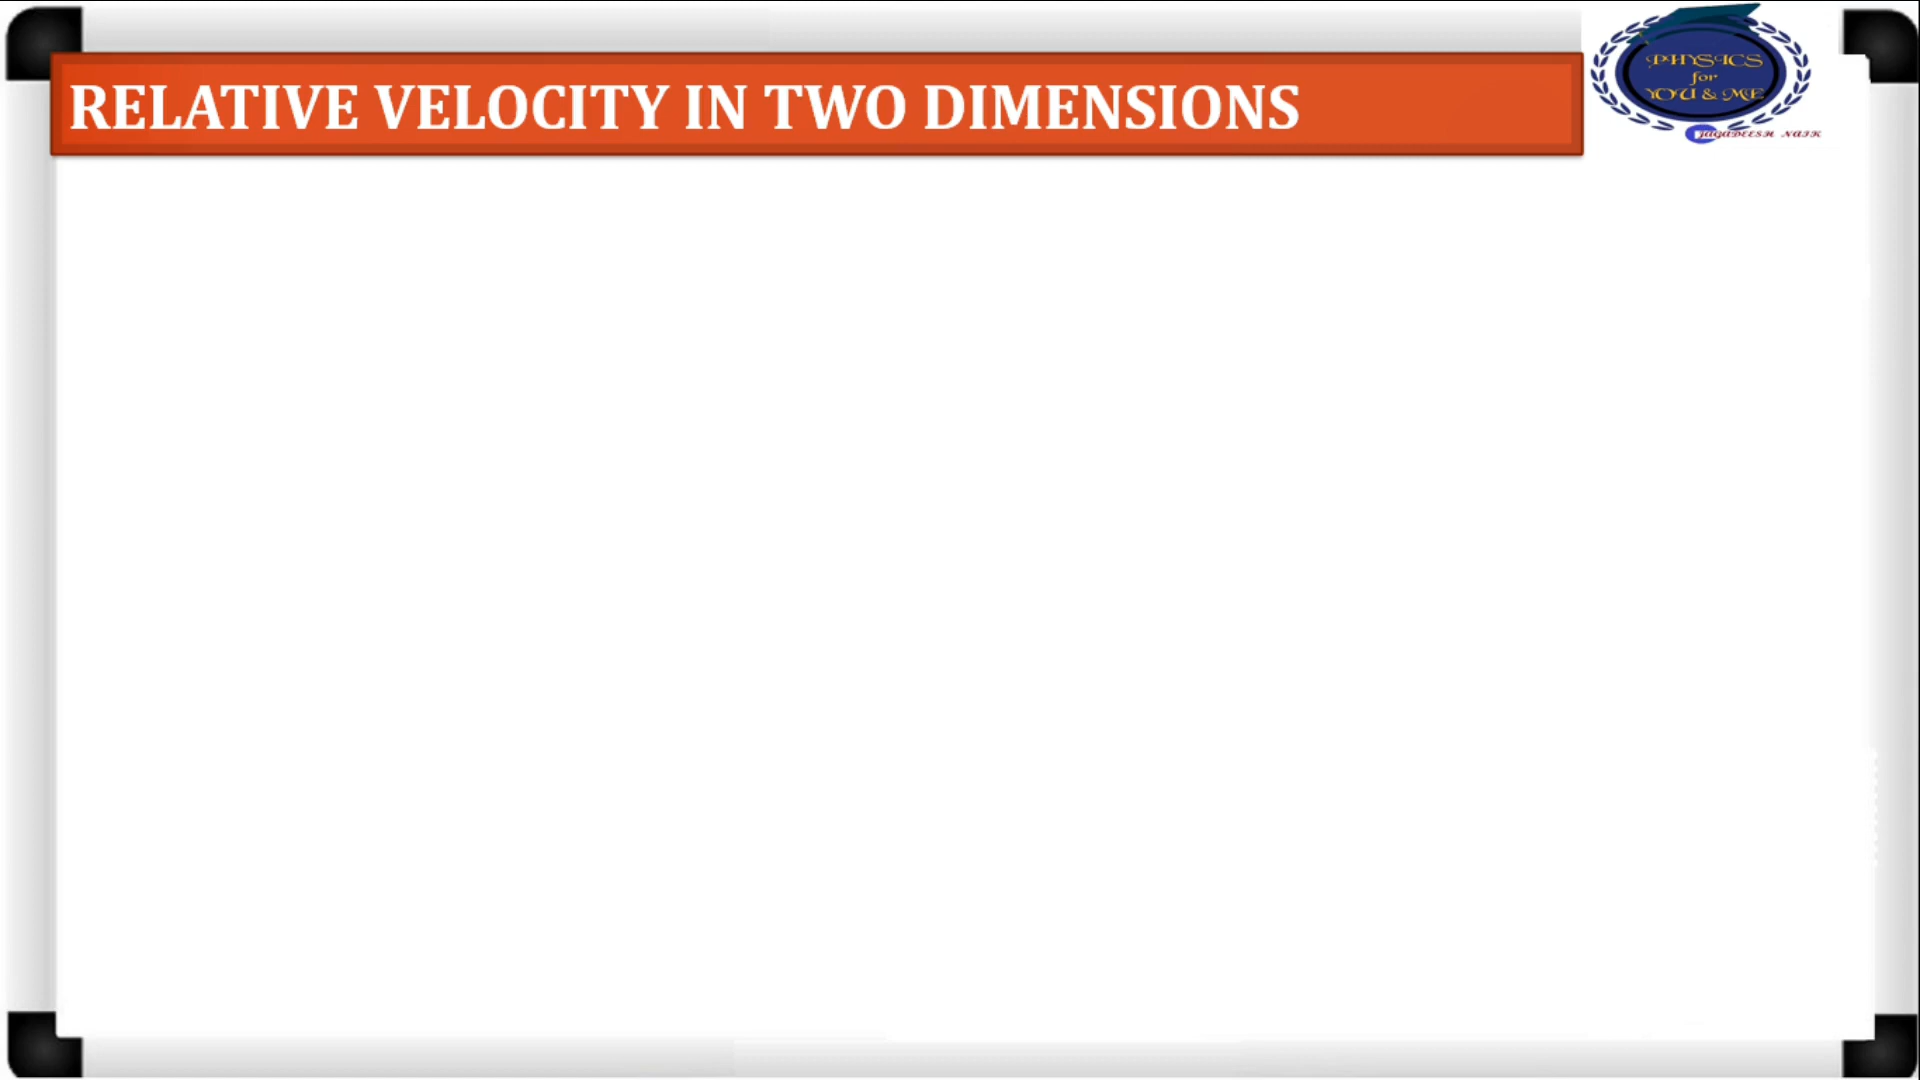 RELATIVE VELOCITY IN TWO DIMENSIONS
PHYSICS
for
YOU & ME
JAGADEESH NAIK